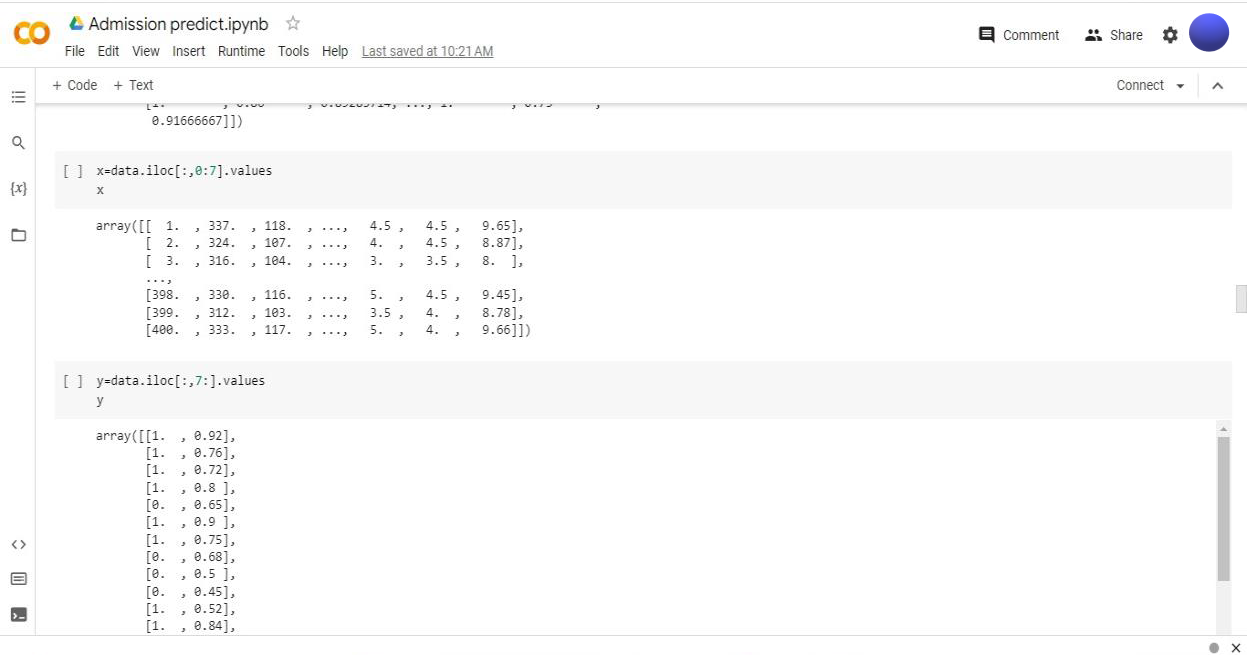 Admission predict.ipynb
Comment
Share
File Edit View Insert Runtime Tools Help Last saved at 10:21 AM
+ Code + Text
Connect
0.91666667]])
[ ] x=data.iloc[:,0:7].values
x
array([[  1.  , 337.  , 118.  , ...,   4.5 ,   4.5 ,   9.65],
[  2.  , 324.  , 107.  , ...,   4.  ,   4.5 ,   8.87],
[  3.  , 316.  , 104.  , ...,   3.  ,   3.5 ,   8.  ],
...,
[398.  , 330.  , 116.  , ...,   5.  ,   4.5 ,   9.45],
[399.  , 312.  , 103.  , ...,   3.5 ,   4.  ,   8.78],
[400.  , 333.  , 117.  , ...,   5.  ,   4.  ,   9.66]])
[ ] y=data.iloc[:,7:].values
y
array([[1.  , 0.92],
[1.  , 0.76],
[1.  , 0.72],
[1.  , 0.8 ],
[0.  , 0.65],
[1.  , 0.9 ],
[1.  , 0.75],
[0.  , 0.68],
[0.  , 0.5 ],
[0.  , 0.45],
[1.  , 0.52],
[1.  , 0.84],